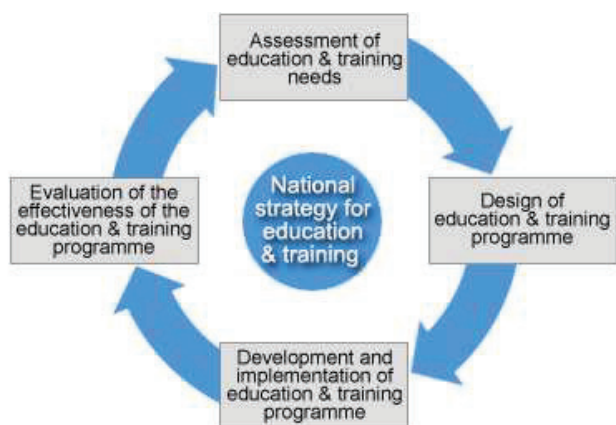 Assessment of
education & training
needs
Evaluation of the
effectiveness of the
education & training
programme
National
strategy for
education
& training
Design of
education & training
programme
Development and
implementation of
education & training
programme